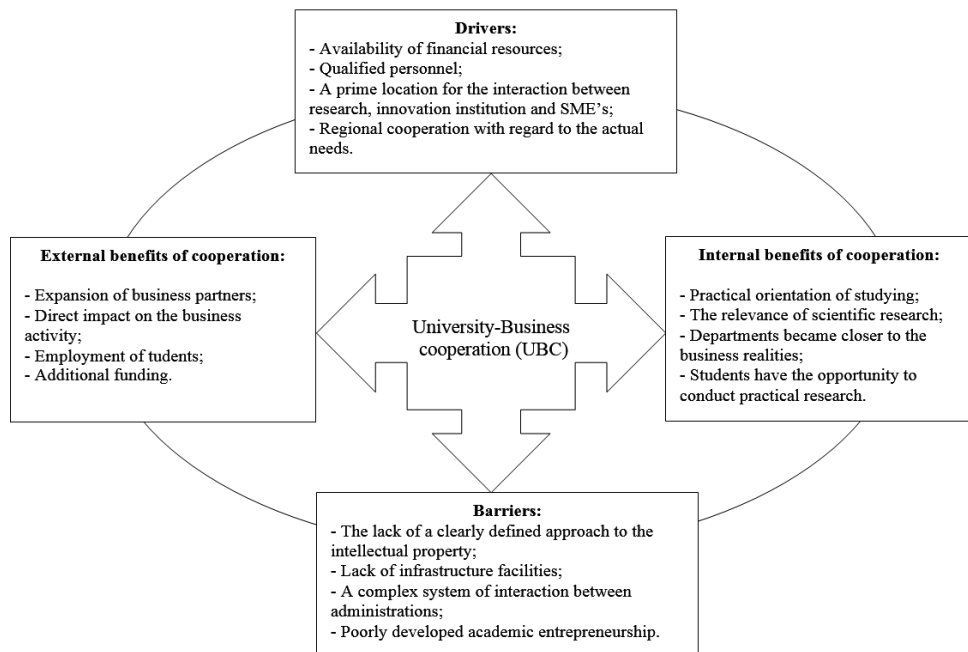 Drivers:
- Availability of financial resources;
- Qualified personnel;
- A prime location for the interaction between
research, innovation institution and SME's;
- Regional cooperation with regard to the actual
needs.
External benefits of cooperation:
- Expansion of business partners;
- Direct impact on the business
activity;
- Employment of tudents;
- Additional funding.
University-Business
cooperation (UBC)
Internal benefits of cooperation:
- Practical orientation of studying;
- The relevance of scientific research;
- Departments became closer to the
business realities;
- Students have the opportunity to
conduct practical research.
Barriers:
- The lack of a clearly defined approach to the
intellectual property;
- Lack of infrastructure facilities;
- A complex system of interaction between
administrations;
- Poorly developed academic entrepreneurship.